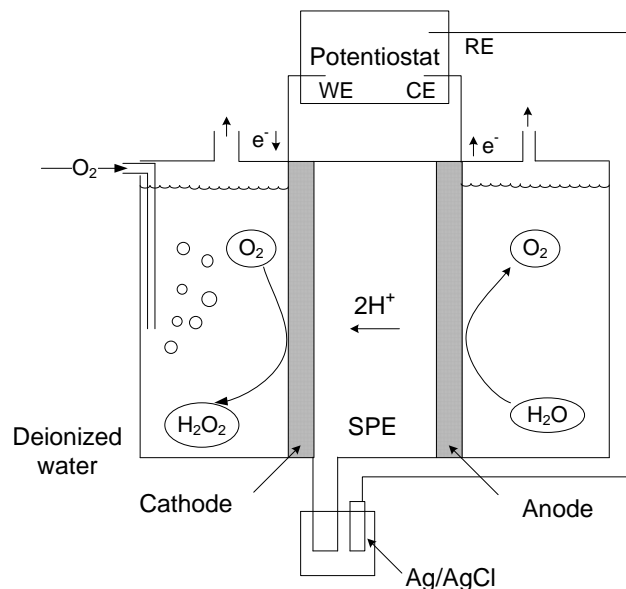 Potentiostat
RE
WE
CE
e⁻
e⁻
O₂
O₂
O₂
2H⁺
H₂O₂
SPE
H₂O
Deionized
water
Cathode
Anode
Ag/AgCl